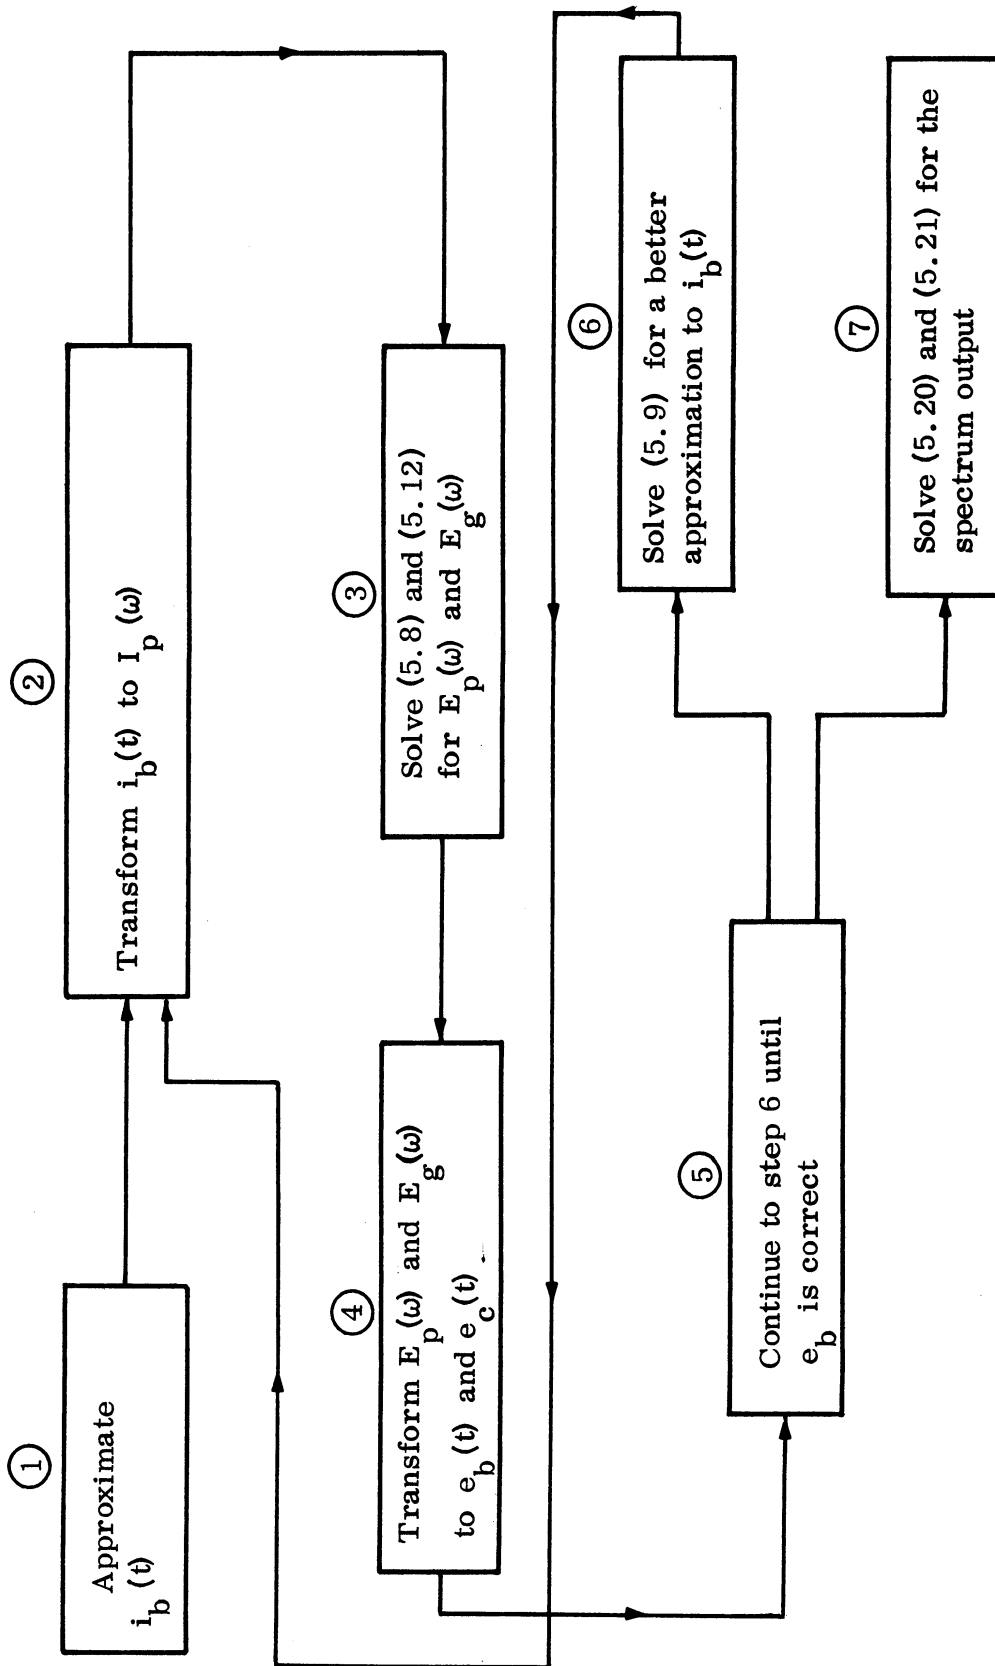 1
Approximate
i_b(t)
2
Transform i_b(t) to I_p(ω)
3
Solve (5.8) and (5.12)
for E_p(ω) and E_g(ω)
4
Transform E_p(ω) and E_g(ω)
to e_b(t) and e_c(t)
5
Continue to step 6 until
e_b is correct
6
Solve (5.9) for a better
approximation to i_b(t)
7
Solve (5.20) and (5.21) for the
spectrum output